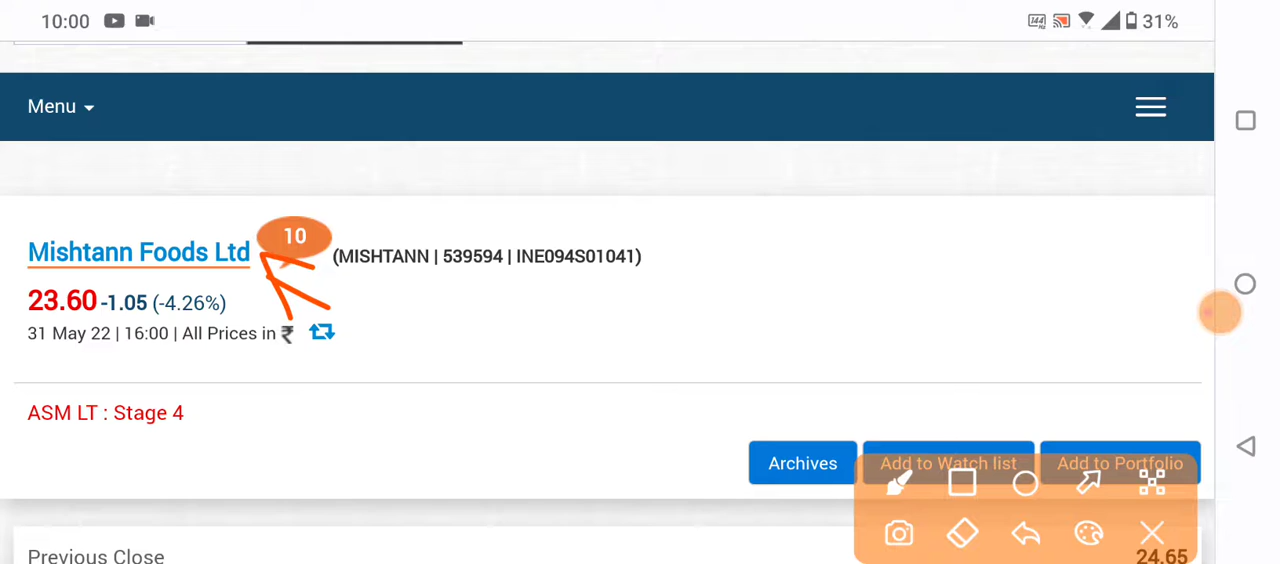 10:00 144 Hz 31%
Menu
Mishtann Foods Ltd 10 (MISHTANN | 539594 | INE094S01041)
23.60 -1.05 (-4.26%)
31 May 22 | 16:00 | All Prices in ₹
ASM LT : Stage 4
Archives Add to Watch list Add to Portfolio
Previous Close 24.65